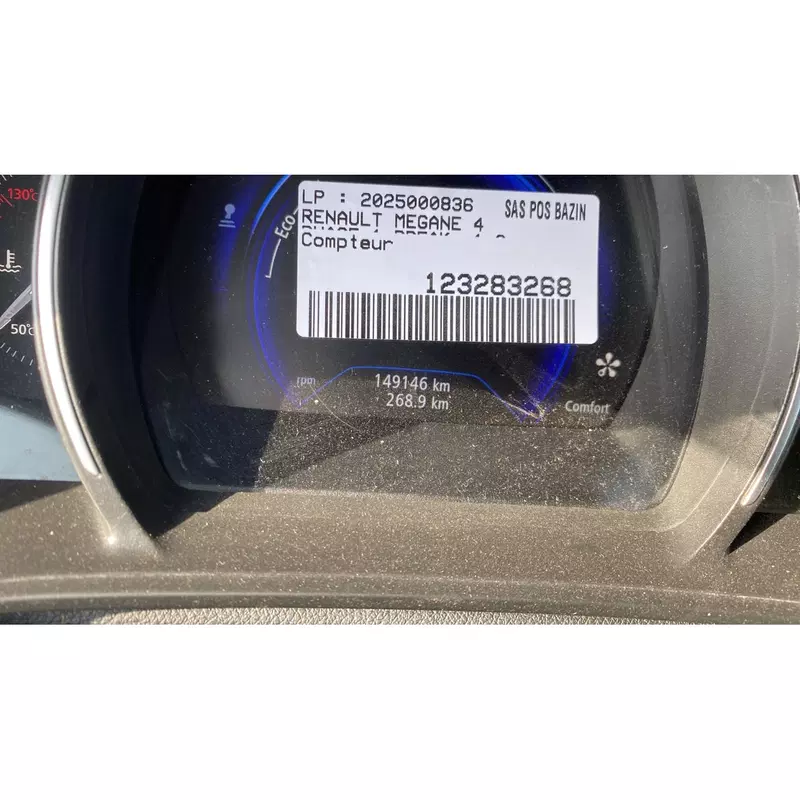 130°C
LP : 2025000836 SAS POS BAZIN
RENAULT MEGANE 4
Compteur
Eco
123283268
50°C
rpm
149146 km
268.9 km
Comfort